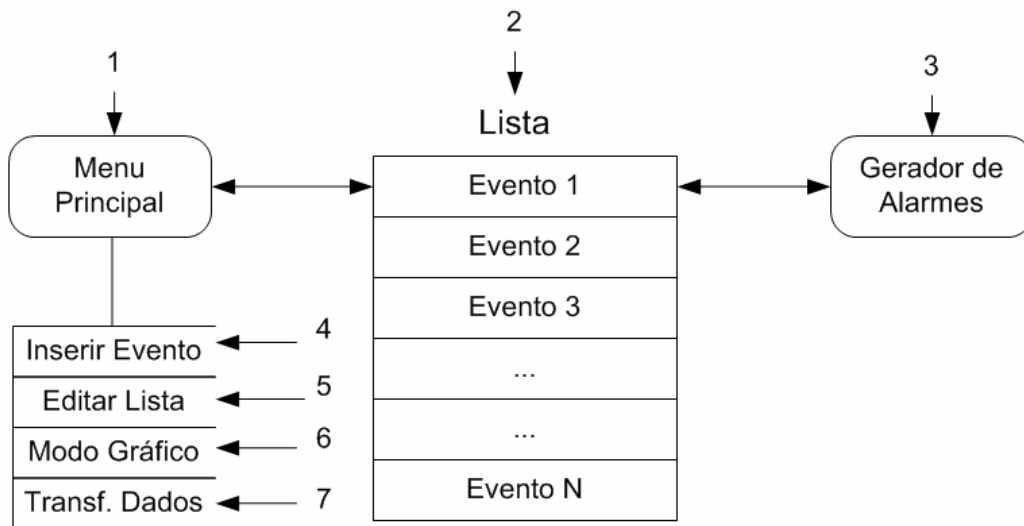 1
2
3
Lista
Menu
Principal
Evento 1
Evento 2
Evento 3
...
...
Evento N
Gerador de
Alarmes
Inserir Evento
4
Editar Lista
5
Modo Gráfico
6
Transf. Dados
7